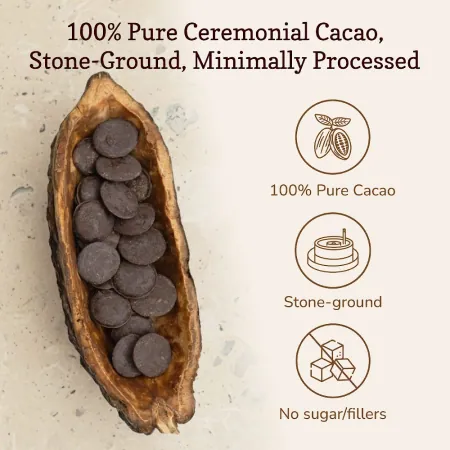 100% Pure Ceremonial Cacao,
Stone-Ground, Minimally Processed
100% Pure Cacao
Stone-ground
No sugar/fillers